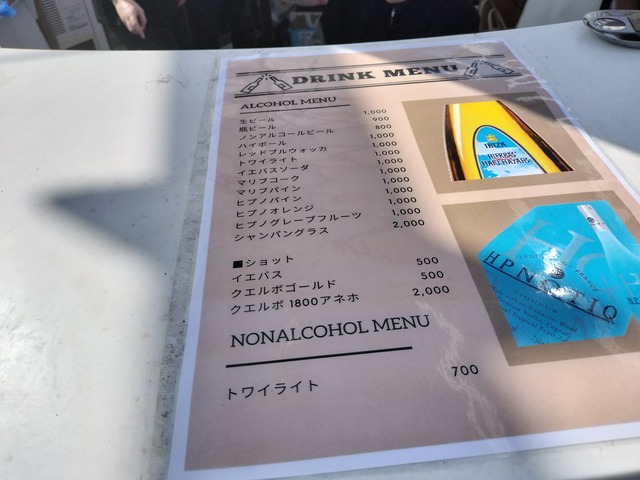 DRINK MENU
ALCOHOL MENU
生ビール 1,000
瓶ビール 900
ノンアルコールビール 800
ハイボール 1,000
レッドブルウォッカ 1,000
トワイライト 1,000
イエバスソーダ 1,000
マリブコーク 1,000
マリブパイン 1,000
ヒプノパイン 1,000
ヒプノオレンジ 1,000
ヒプノグレープフルーツ 1,000
シャンパングラス 2,000
■ショット
イエバス 500
クエルボゴールド 500
クエルボ 1800アネホ 2,000
NONALCOHOL MENU
トワイライト 700
IBIZA
HIERBAS
HPNOTIQ